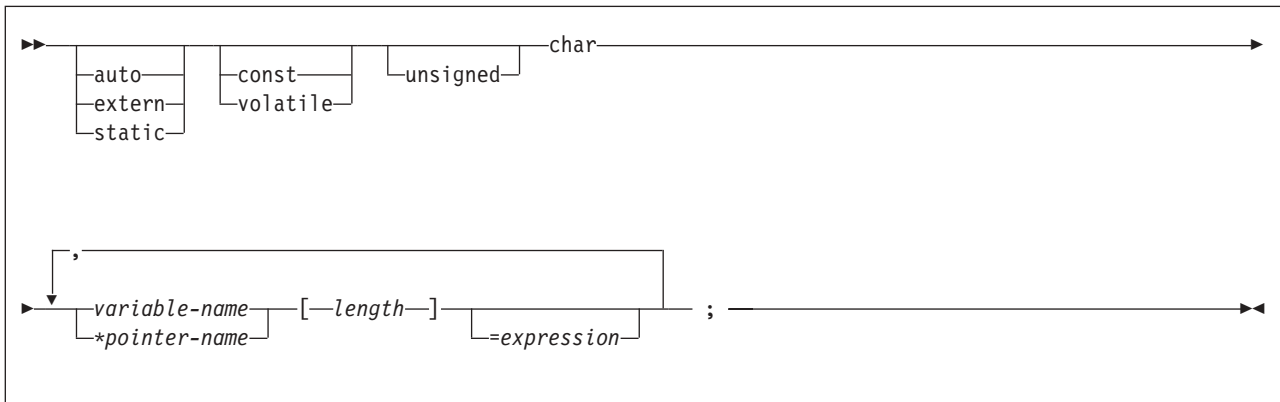 char
auto const unsigned
extern volatile
static
,
variable-name [ length ] ;
*pointer-name =expression